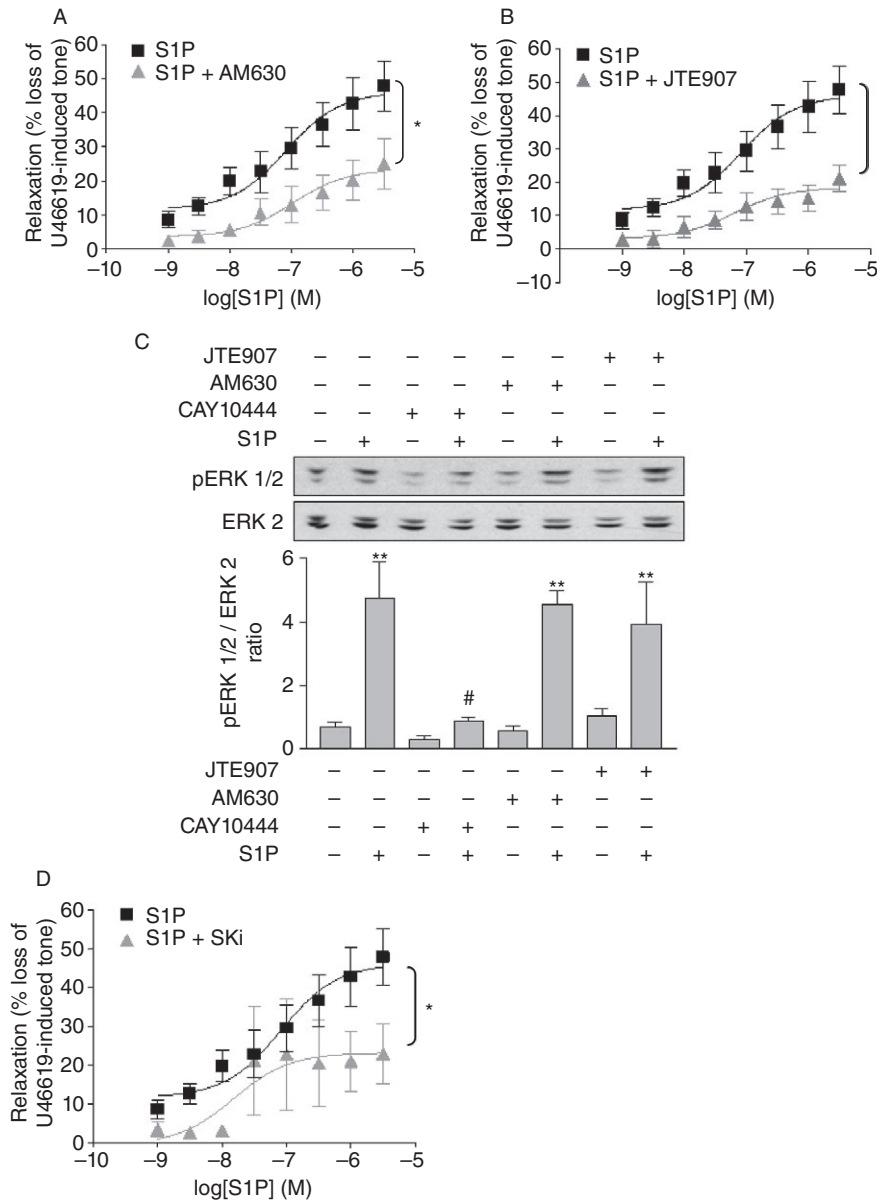 A
Relaxation (% loss of
U46619-induced tone)
60
50
40
30
20
10
0
S1P
S1P + AM630
*
–10 –9 –8 –7 –6 –5
log[S1P] (M)
B
Relaxation (% loss of
U46619-induced tone)
60
50
40
30
20
10
0
–10
S1P
S1P + JTE907
–10 –9 –8 –7 –6 –5
log[S1P] (M)
C
JTE907 – – – – – – + +
AM630 – – – – + + – –
CAY10444 – – + + – – – –
S1P – + – + – + – +
pERK 1/2
ERK 2
pERK 1/2 / ERK 2
ratio
6
4
2
0
** # ** **
JTE907 – – – – – – + +
AM630 – – – – + + – –
CAY10444 – – + + – – – –
S1P – + – + – + – +
D
Relaxation (% loss of
U46619-induced tone)
60
50
40
30
20
10
0
S1P
S1P + SKi
*
–10 –9 –8 –7 –6 –5
log[S1P] (M)